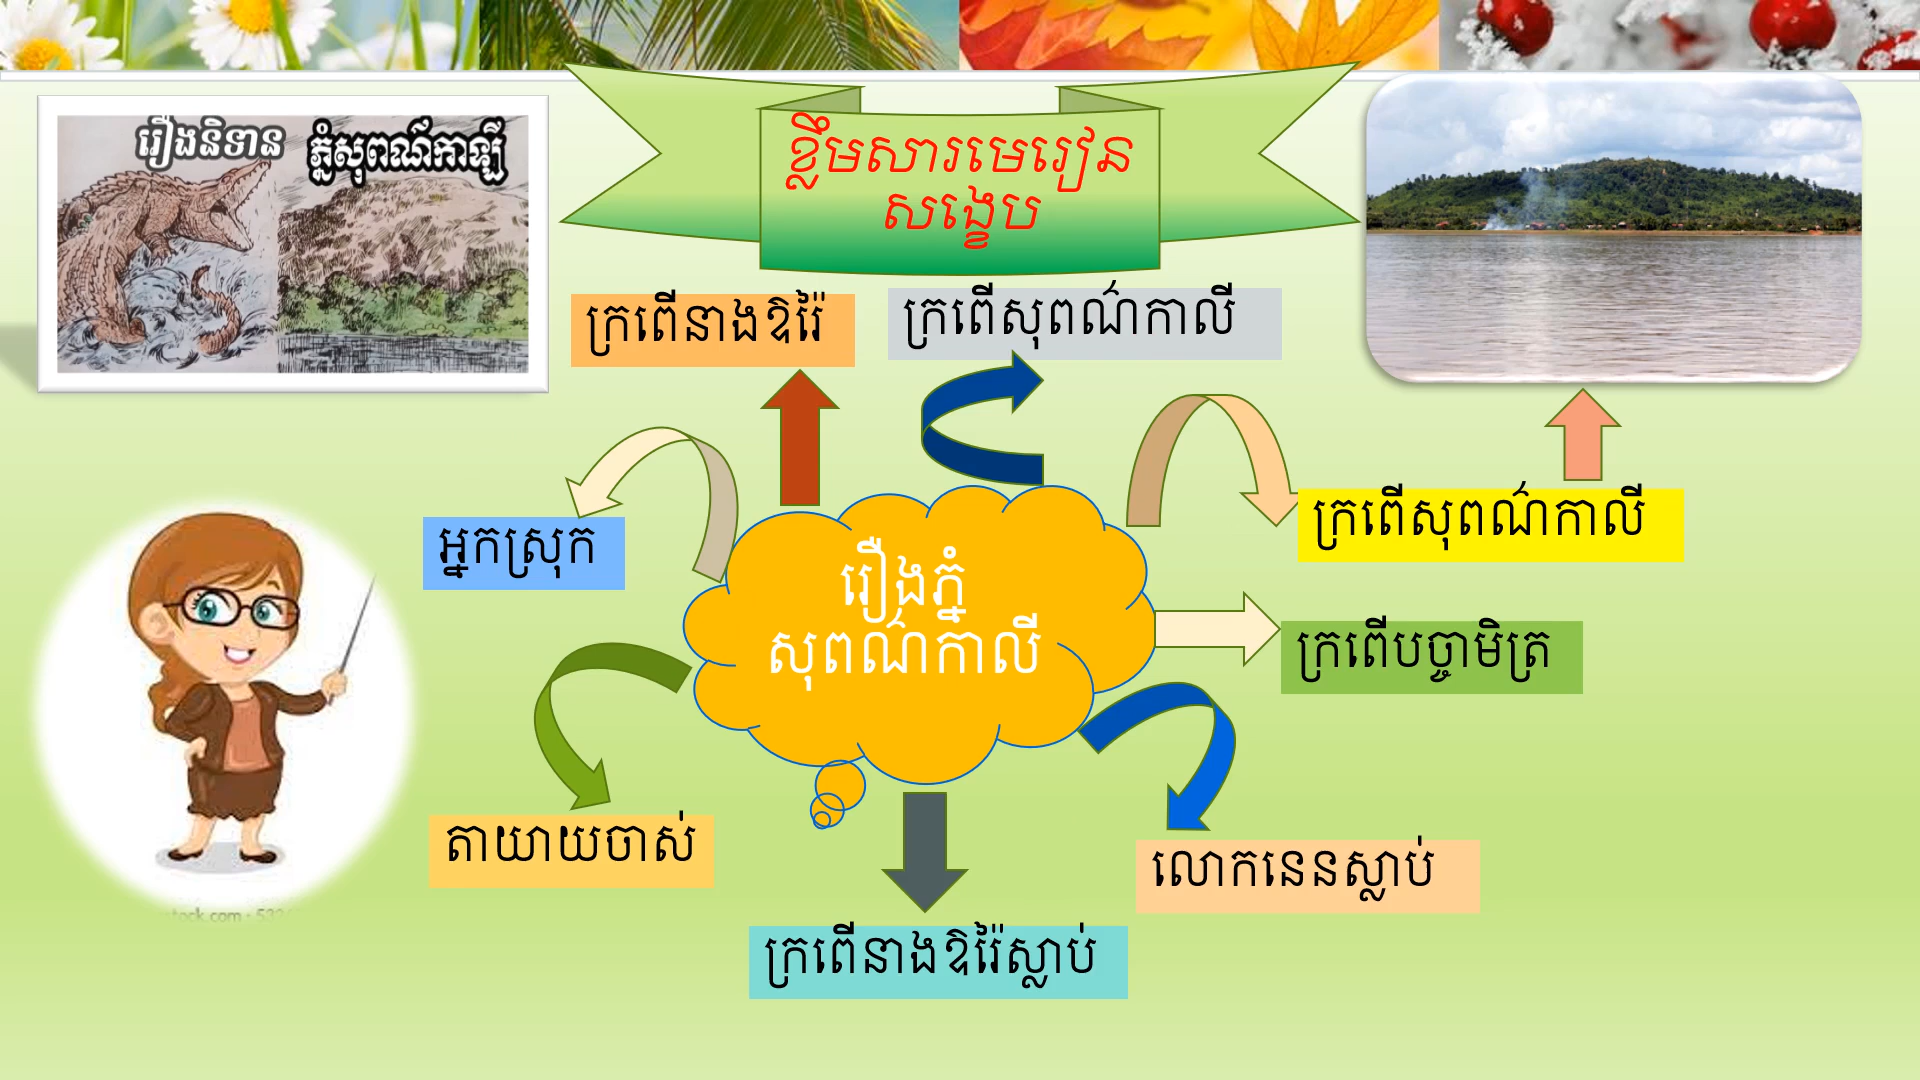 រឿងនិទាន
ភ្នំសុពណ៌កាឡី
ខ្លឹមសារមេរៀន
សង្ខេប
ក្រពើនាងឱរ៉ៃ
ក្រពើសុពណ៌កាលី
អ្នកស្រុក
ក្រពើសុពណ៌កាលី
រឿងភ្នំ
សុពណ៌កាលី
ក្រពើបច្ចាមិត្រ
តាយាយចាស់
លោកនេនស្លាប់
ក្រពើនាងឱរ៉ៃស្លាប់